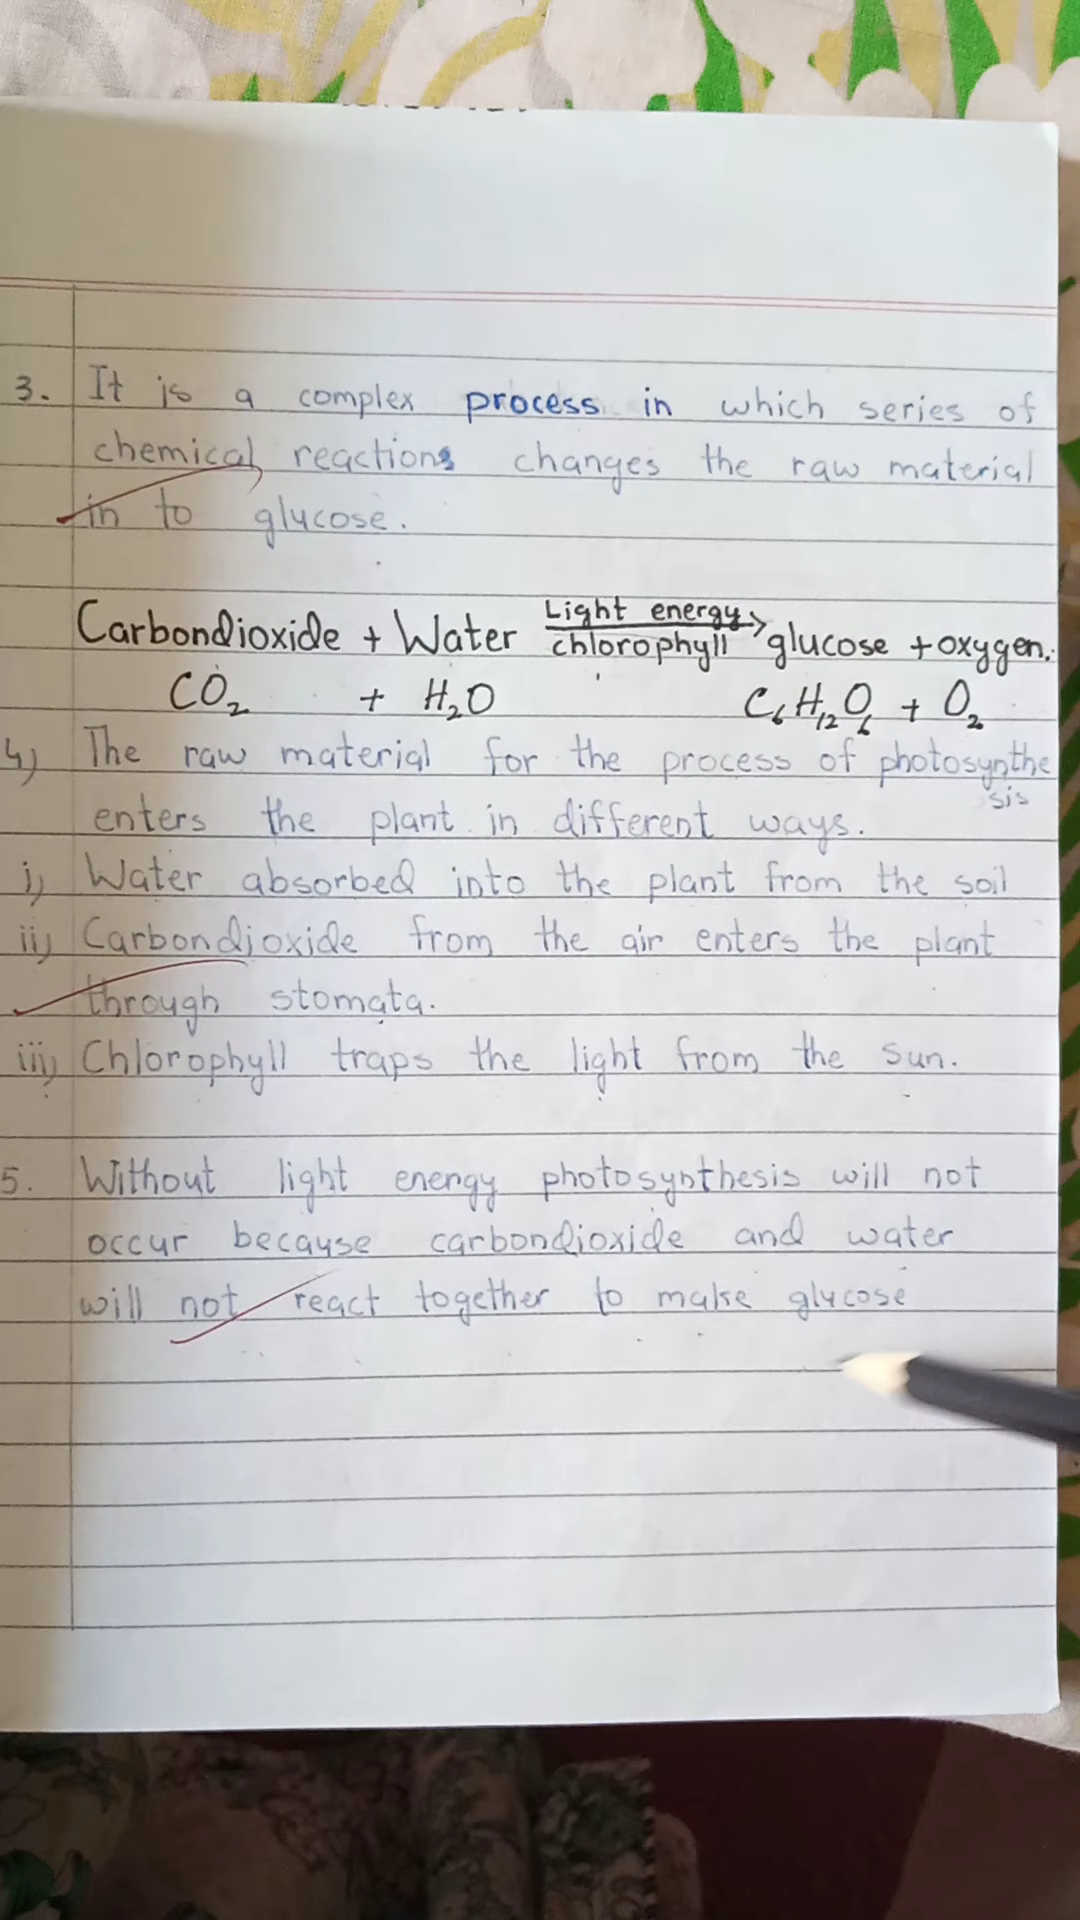 3. It is a complex process in which series of
chemical reactions changes the raw material
in to glucose.
Carbondioxide + Water Light energy chlorophyll → glucose + oxygen.
CO₂ + H₂O C₆H₁₂O₆ + O₂
4) The raw material for the process of photosynthe
sis
enters the plant in different ways.
i) Water absorbed into the plant from the soil
ii) Carbondioxide from the air enters the plant
through stomata.
iii) Chlorophyll traps the light from the sun.
5. Without light energy photosynthesis will not
occur because carbondioxide and water
will not react together to make glucose